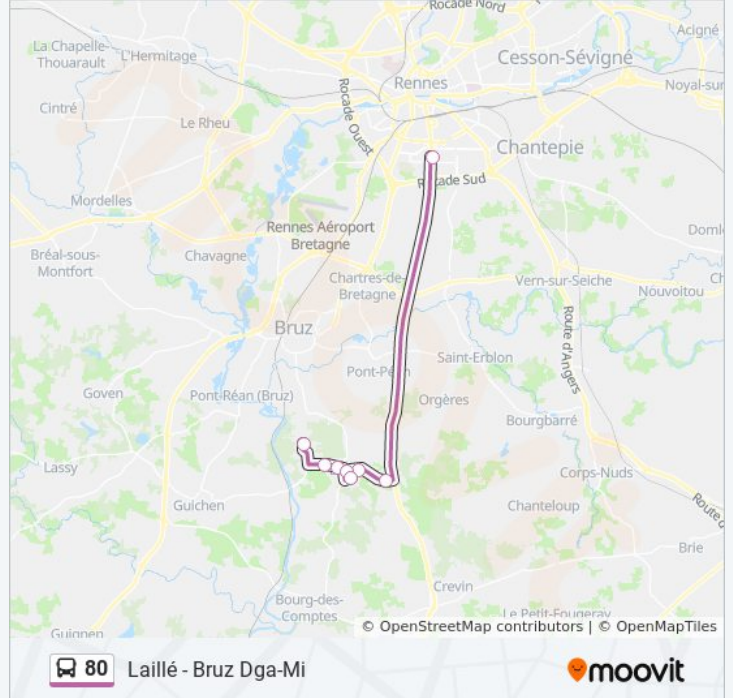 Rocade Nord
Acigné
La Chapelle-
Thouarault
L'Hermitage
Cesson-Sévigné
Rennes
Noyal-sur
Cintré
Rocade Ouest
Le Rheu
Chantepie
Rocade Sud
Mordelles
Rennes Aéroport
Bretagne
Doml
Bréal-sous-
Montfort
Chavagne
Chartres-de-
Bretagne
Vern-sur-Seiche
Ch
Nouvoitou
Bruz
Route d'Angers
Saint-Erblon
Pont-Péan
Goven
Pont-Réan (Bruz)
Orgères
Bourgbarré
Lassy
Corps-Nuds
Guichen
Chanteloup
Route d
Brie
Crevin
Bourg-des-
Comptes
Le Petit-Fougeray
Guignen
© OpenStreetMap contributors | © OpenMapTiles
80 Laillé - Bruz Dga-Mi
moovit